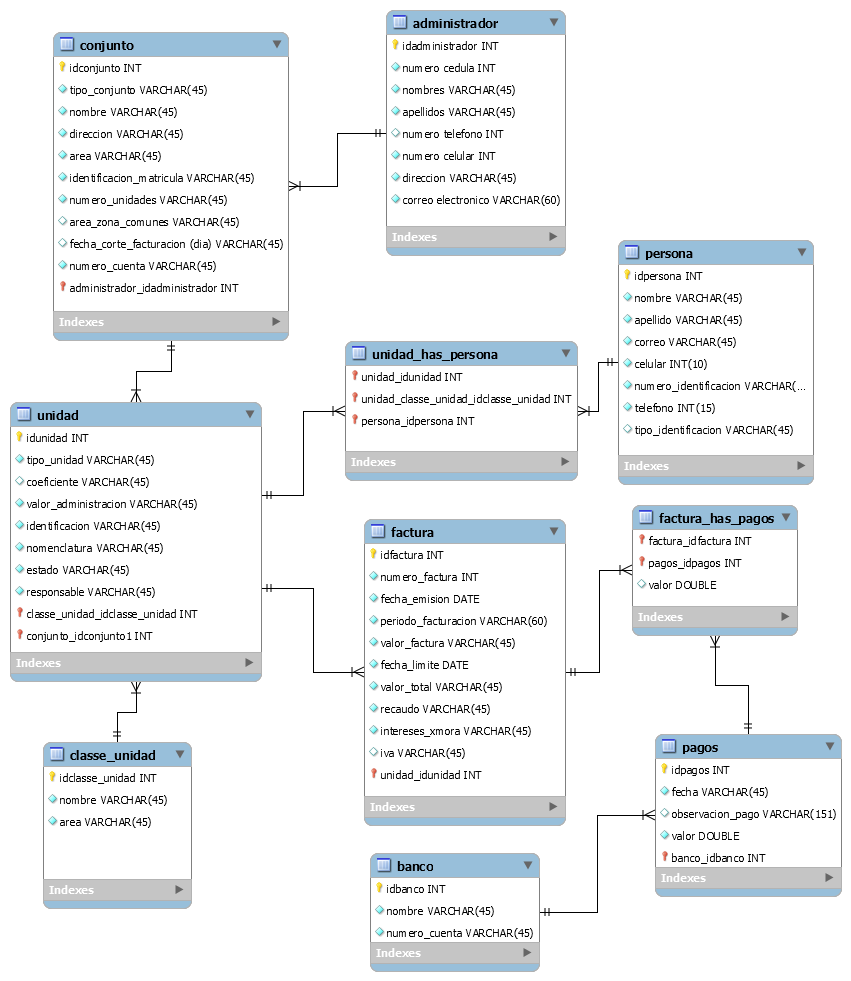 conjunto
idconjunto INT
tipo_conjunto VARCHAR(45)
nombre VARCHAR(45)
direccion VARCHAR(45)
area VARCHAR(45)
identificacion_matricula VARCHAR(45)
numero_unidades VARCHAR(45)
area_zona_comunes VARCHAR(45)
fecha_corte_facturacion (dia) VARCHAR(45)
numero_cuenta VARCHAR(45)
administrador_idadministrador INT
Indexes
administrador
idadministrador INT
numero cedula INT
nombres VARCHAR(45)
apellidos VARCHAR(45)
numero telefono INT
numero celular INT
direccion VARCHAR(45)
correo electronico VARCHAR(60)
Indexes
persona
idpersona INT
nombre VARCHAR(45)
apellido VARCHAR(45)
correo VARCHAR(45)
celular INT(10)
numero_identificacion VARCHAR(...
telefono INT(15)
tipo_identificacion VARCHAR(45)
Indexes
unidad_has_persona
unidad_idunidad INT
unidad_classe_unidad_idclasse_unidad INT
persona_idpersona INT
Indexes
unidad
idunidad INT
tipo_unidad VARCHAR(45)
coeficiente VARCHAR(45)
valor_administracion VARCHAR(45)
identificacion VARCHAR(45)
nomenclatura VARCHAR(45)
estado VARCHAR(45)
responsable VARCHAR(45)
classe_unidad_idclasse_unidad INT
conjunto_idconjunto1 INT
Indexes
factura
idfactura INT
numero_factura INT
fecha_emision DATE
periodo_facturacion VARCHAR(60)
valor_factura VARCHAR(45)
fecha_limite DATE
valor_total VARCHAR(45)
recaudo VARCHAR(45)
intereses_xmora VARCHAR(45)
iva VARCHAR(45)
unidad_idunidad INT
Indexes
factura_has_pagos
factura_idfactura INT
pagos_idpagos INT
valor DOUBLE
Indexes
classe_unidad
idclasse_unidad INT
nombre VARCHAR(45)
area VARCHAR(45)
Indexes
pagos
idpagos INT
fecha VARCHAR(45)
observacion_pago VARCHAR(151)
valor DOUBLE
banco_idbanco INT
Indexes
banco
idbanco INT
nombre VARCHAR(45)
numero_cuenta VARCHAR(45)
Indexes